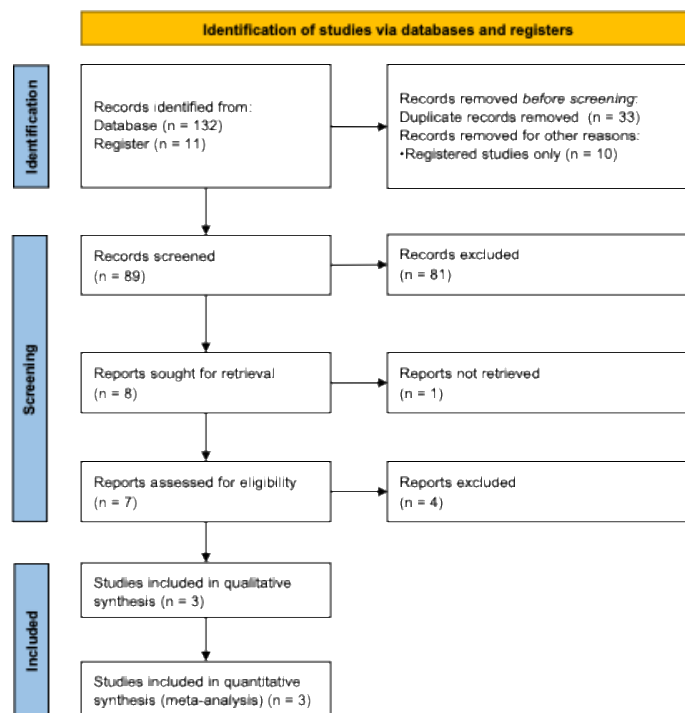 Identification of studies via databases and registers
Identification
Records identified from:
Database (n = 132)
Register (n = 11)
Records removed before screening:
Duplicate records removed (n = 33)
Records removed for other reasons:
•Registered studies only (n = 10)
Screening
Records screened
(n = 89)
Records excluded
(n = 81)
Reports sought for retrieval
(n = 8)
Reports not retrieved
(n = 1)
Reports assessed for eligibility
(n = 7)
Reports excluded
(n = 4)
Included
Studies included in qualitative
synthesis (n = 3)
Studies included in quantitative
synthesis (meta-analysis) (n = 3)